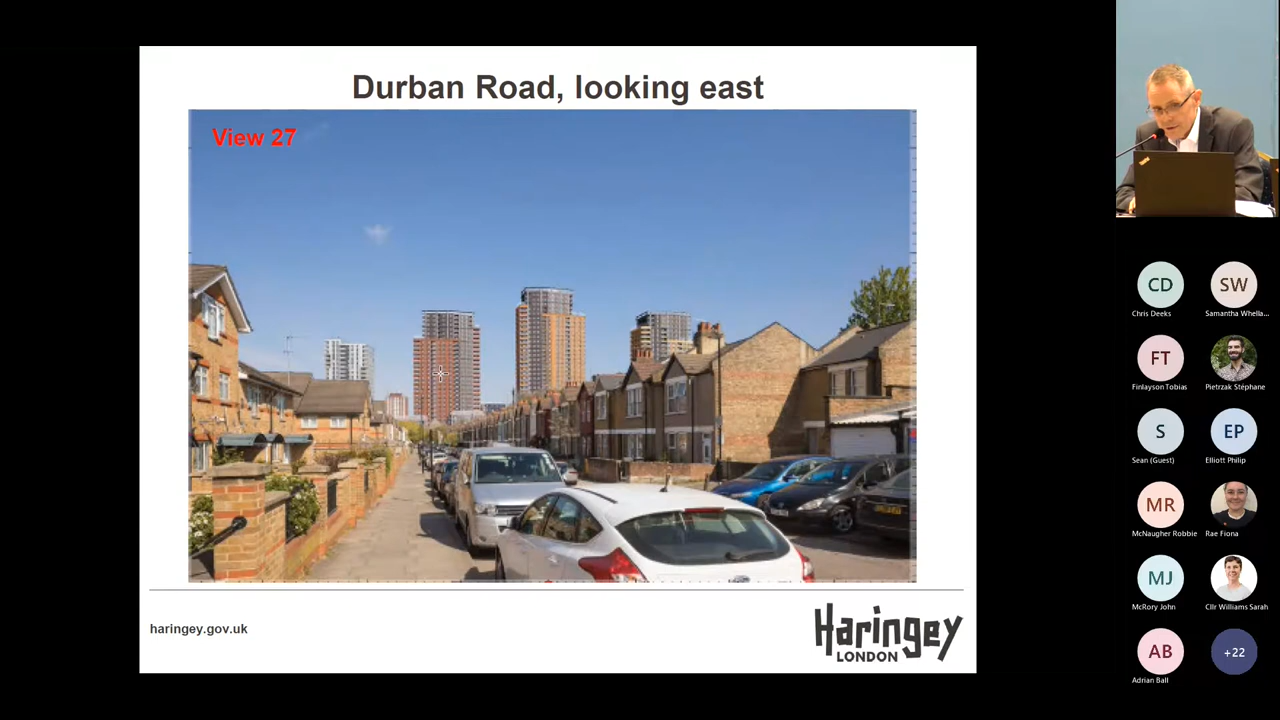 Durban Road, looking east
View 27
haringey.gov.uk
Haringey
LONDON
CD
Chris Deeks
SW
Samantha Whella...
FT
Finlayson Tobias
Pietrzak Stéphane
S
Sean (Guest)
EP
Elliott Philip
MR
McNaugher Robbie
Rae Fiona
MJ
McRory John
Cllr Williams Sarah
AB
Adrian Ball
+22